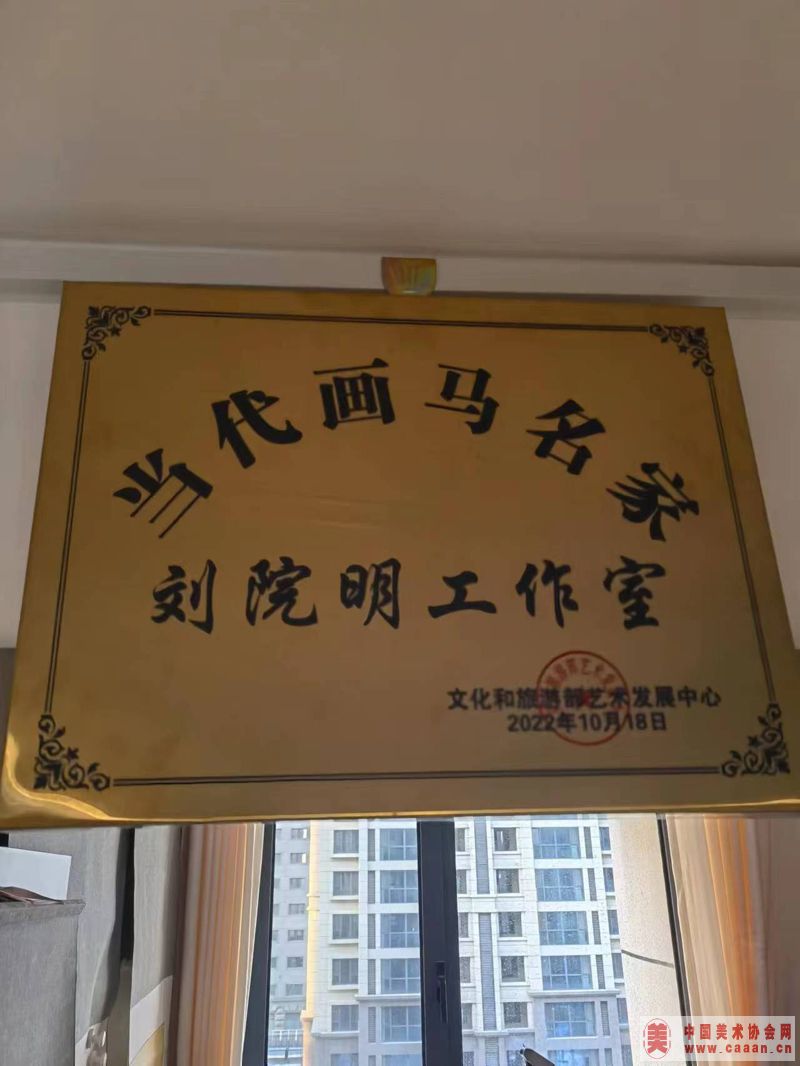 当代画马名家
刘院明工作室
文化和旅游部艺术发展中心
2022年10月18日
美
中国美术协会网
www.caaan.cn